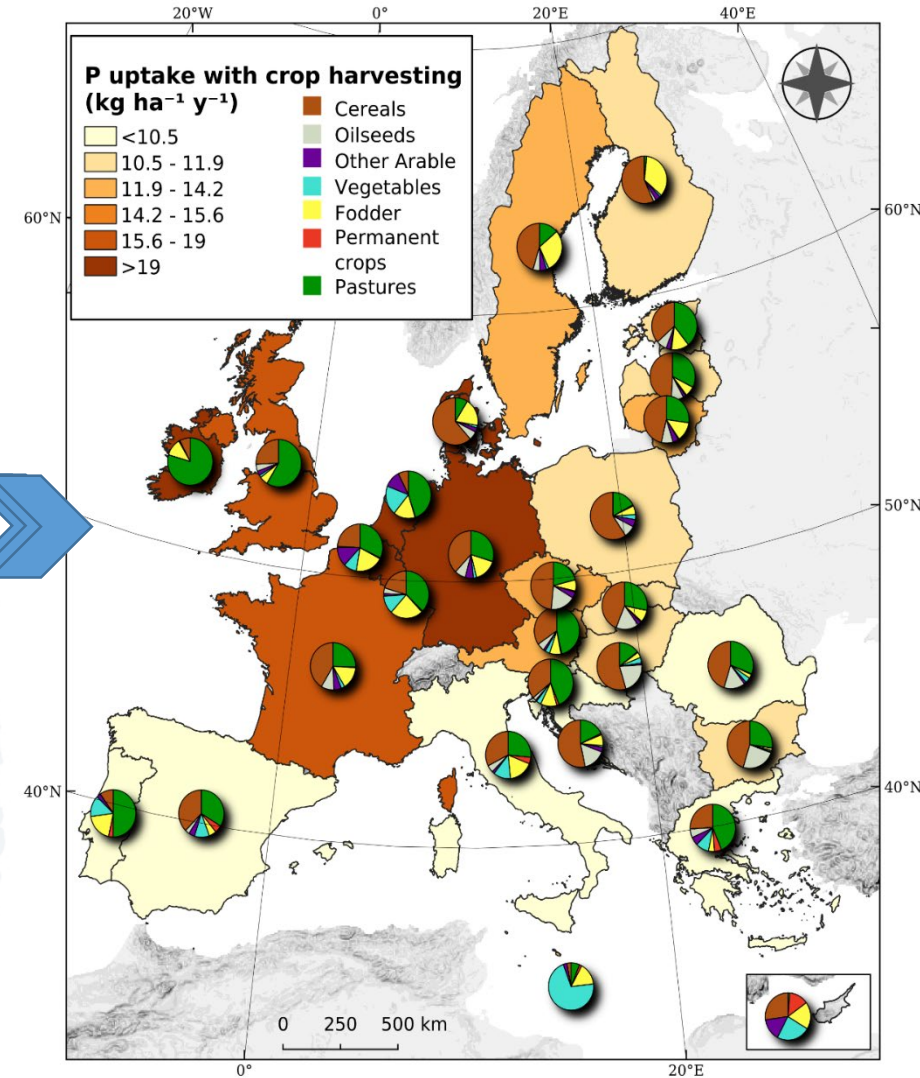 20°W 0° 20°E 40°E
P uptake with crop harvesting
(kg ha⁻¹ y⁻¹)
<10.5
10.5 - 11.9
11.9 - 14.2
14.2 - 15.6
15.6 - 19
>19
Cereals
Oilseeds
Other Arable
Vegetables
Fodder
Permanent
crops
Pastures
60°N 60°N
50°N
40°N 40°N
0 250 500 km
0° 20°E